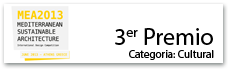 MEA2013
MEDITERRANEAN
SUSTAINABLE
ARCHITECTURE
3er Premio
Categoria: Cultural